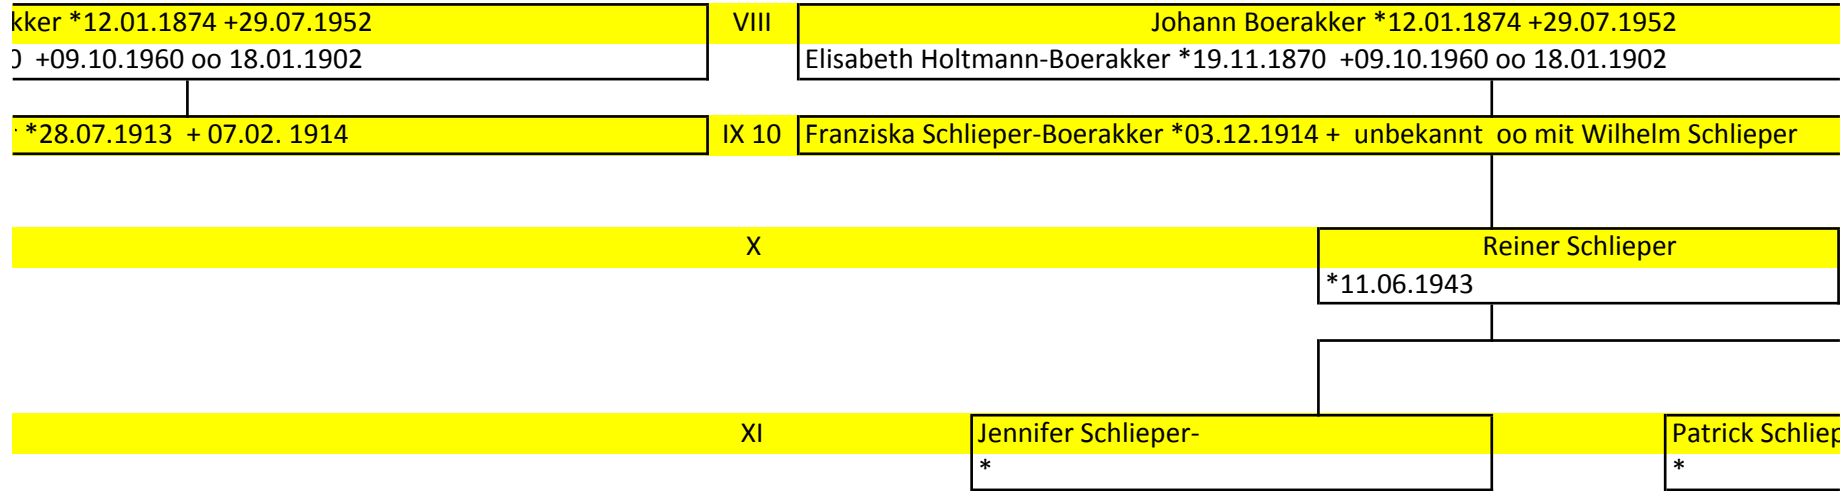 *12.01.1874 +29.07.1952 VIII Johann Boerakker *12.01.1874 +29.07.1952
+09.10.1960 oo 18.01.1902 Elisabeth Holtmann-Boerakker *19.11.1870 +09.10.1960 oo 18.01.1902
*28.07.1913 + 07.02. 1914 IX 10 Franziska Schlieper-Boerakker *03.12.1914 + unbekannt oo mit Wilhelm Schlieper
X Reiner Schlieper
*11.06.1943
XI Jennifer Schlieper- Patrick
* *